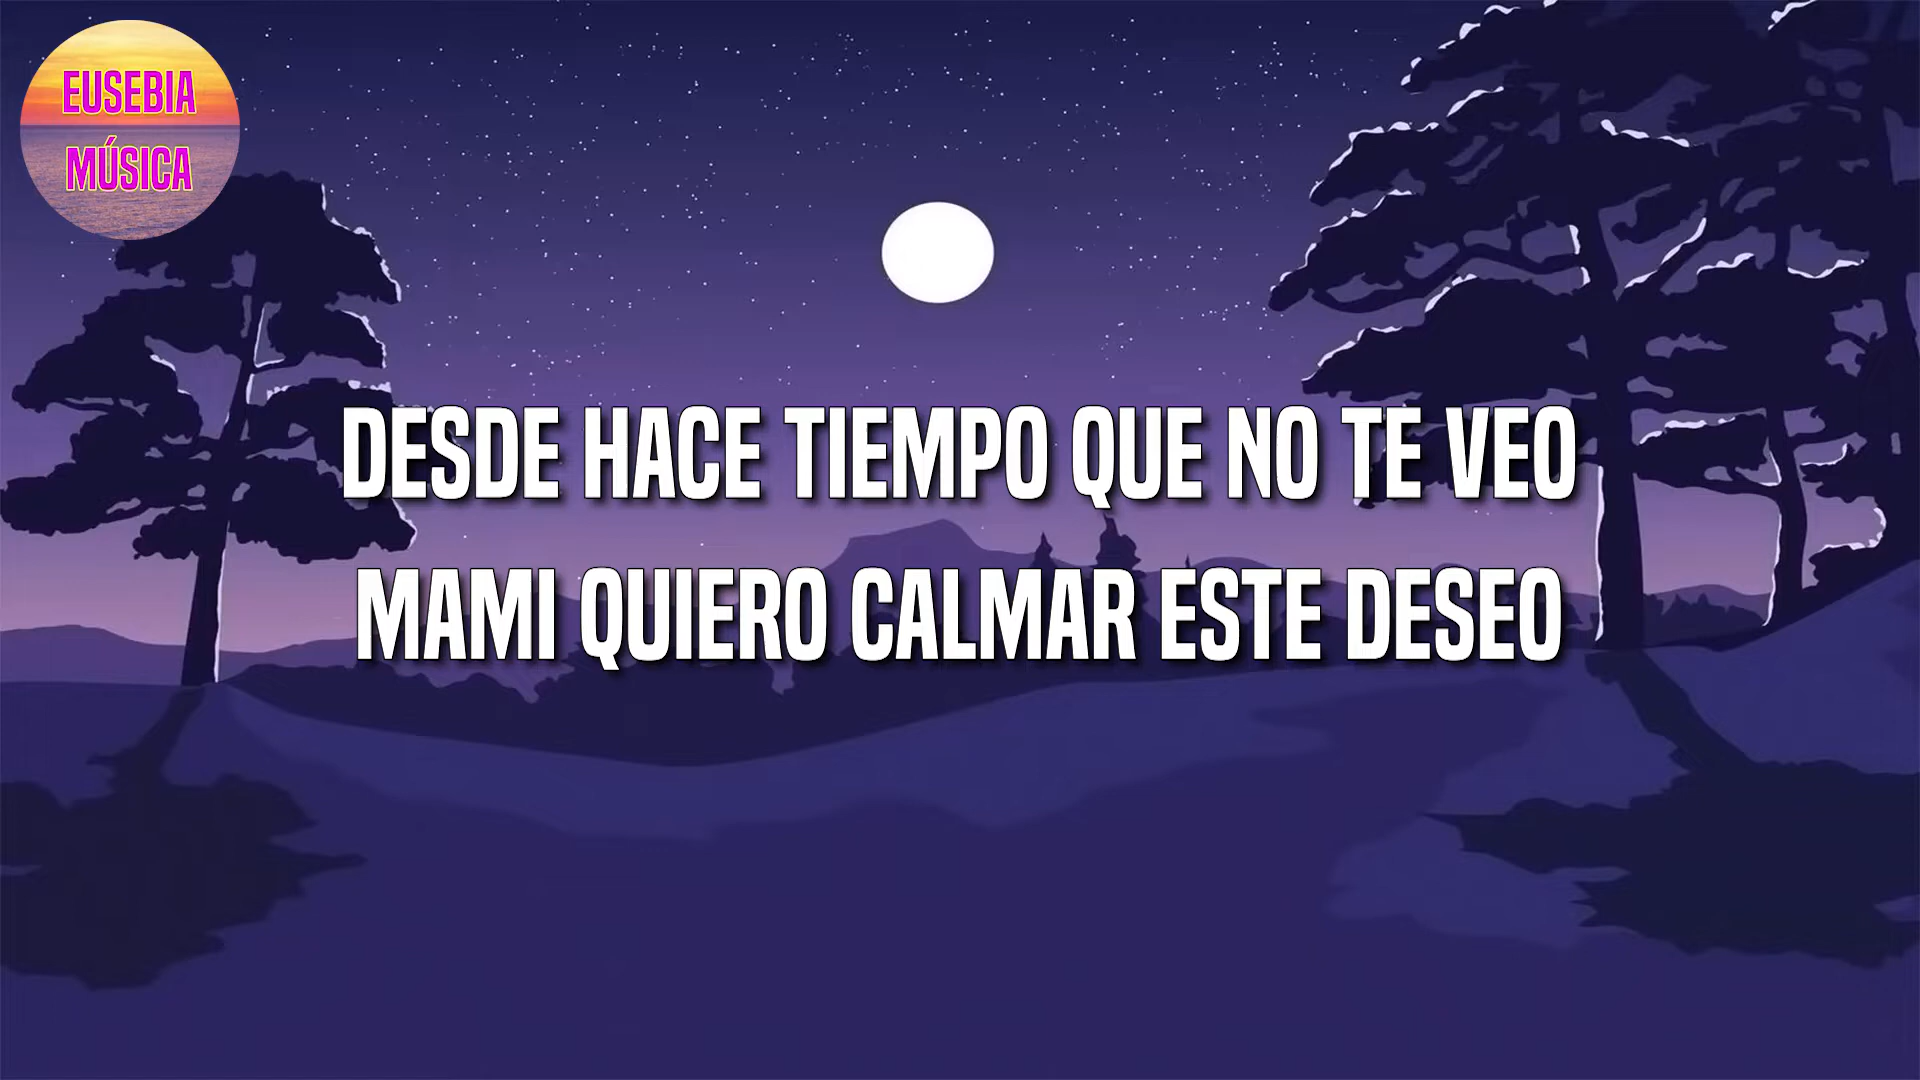 EUSEBIA
MÚSICA
DESDE HACE TIEMPO QUE NO TE VEO
MAMI QUIERO CALMAR ESTE DESEO